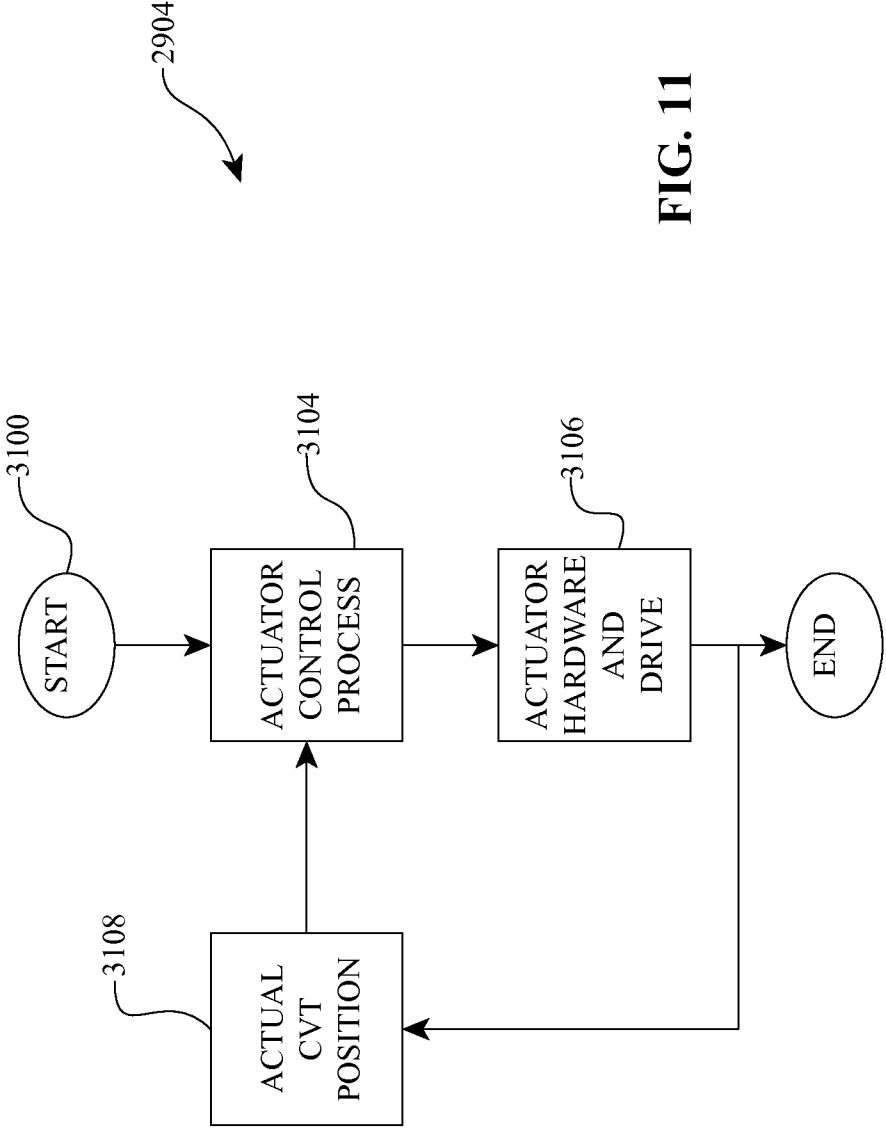 2904
3100
START
3104
ACTUATOR
CONTROL
PROCESS
3108
ACTUAL
CVT
POSITION
3106
ACTUATOR
HARDWARE
AND
DRIVE
END
FIG. 11